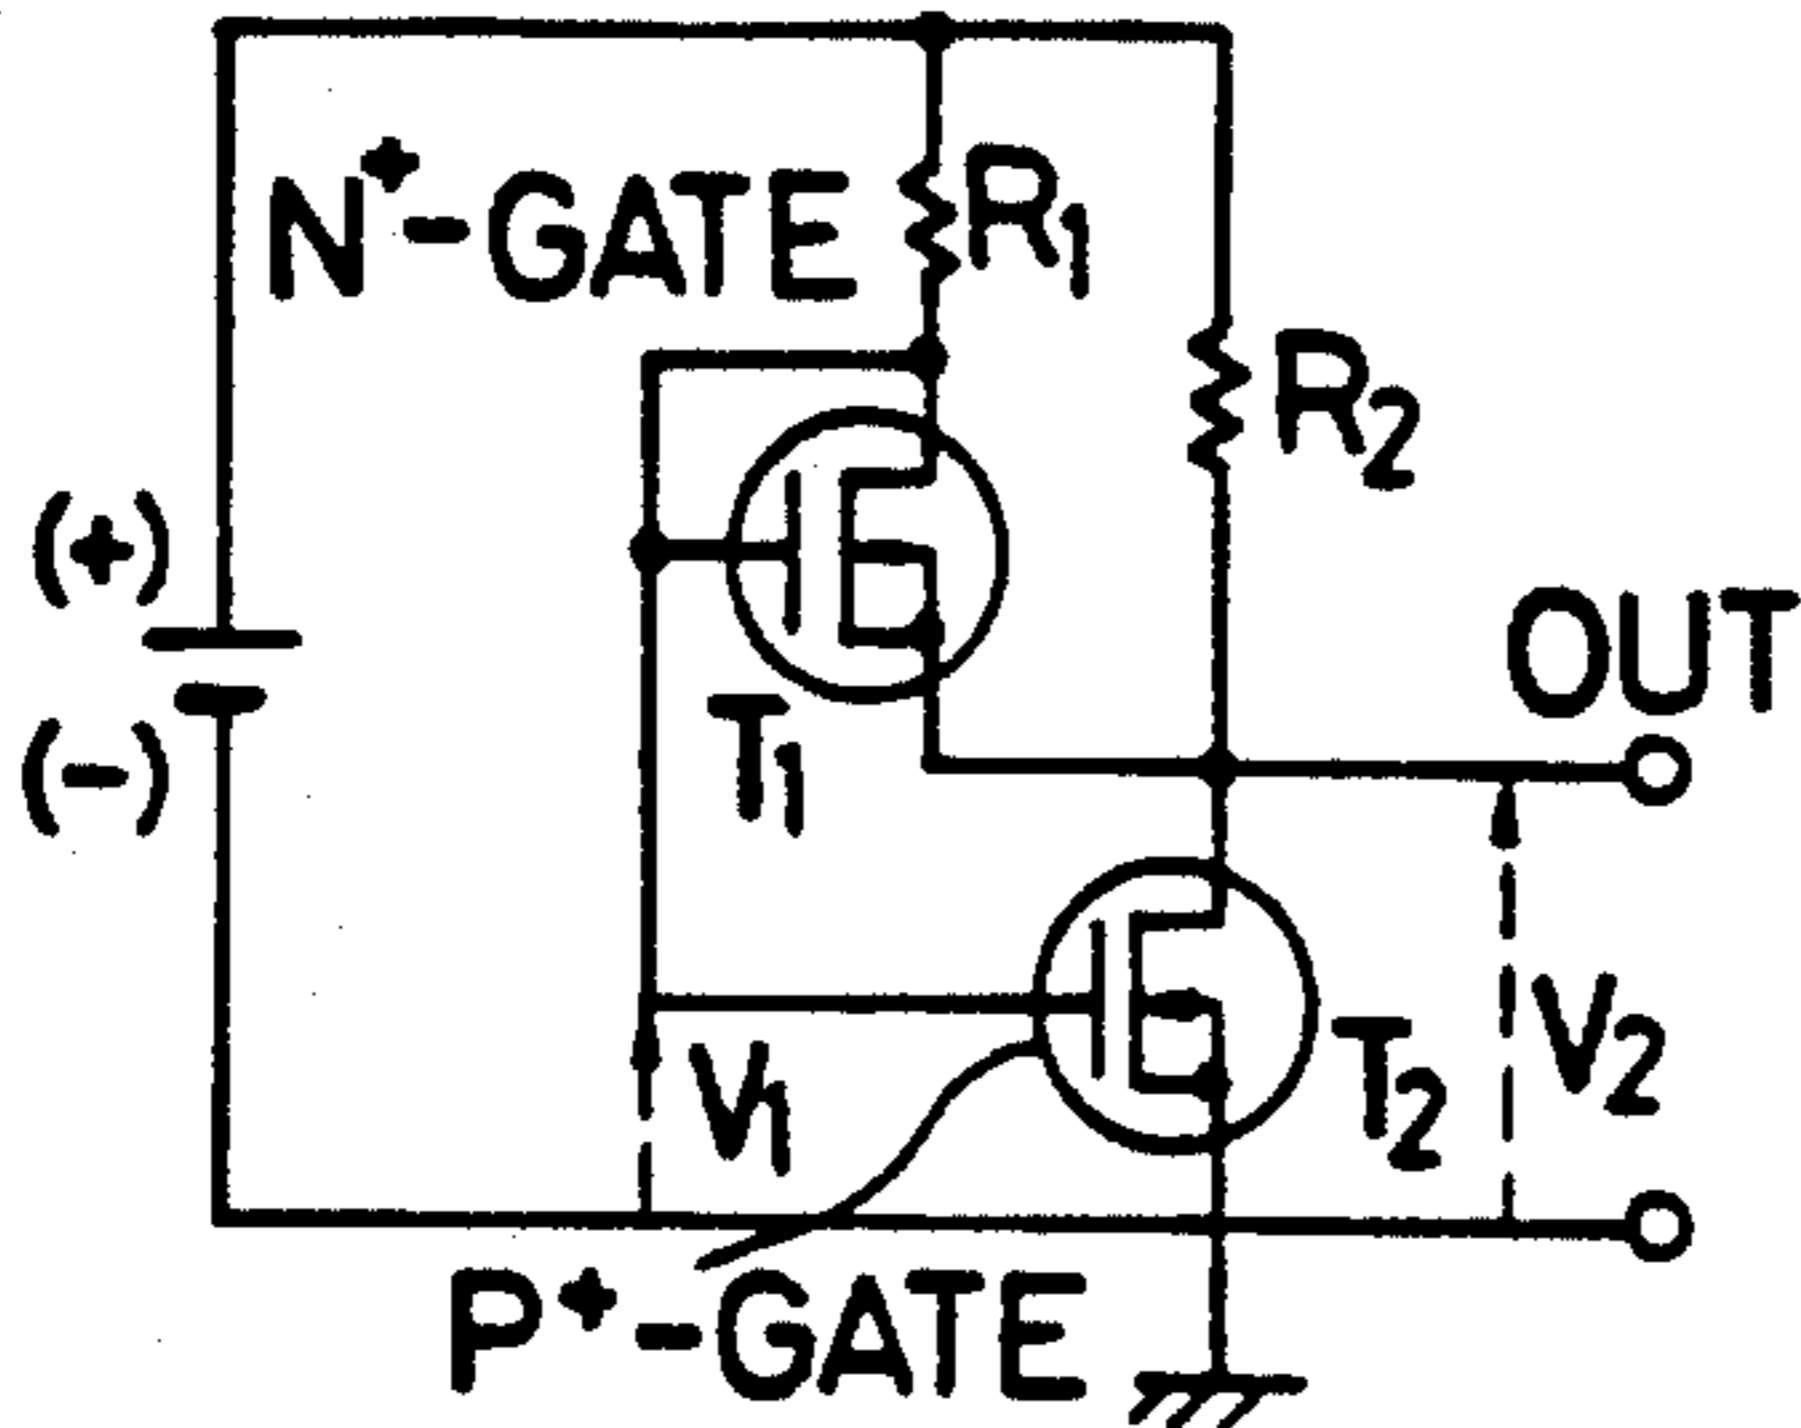 N⁺-GATE
R₁
R₂
(+)
(-)
OUT
T₁
V₁
T₂
V₂
P⁺-GATE